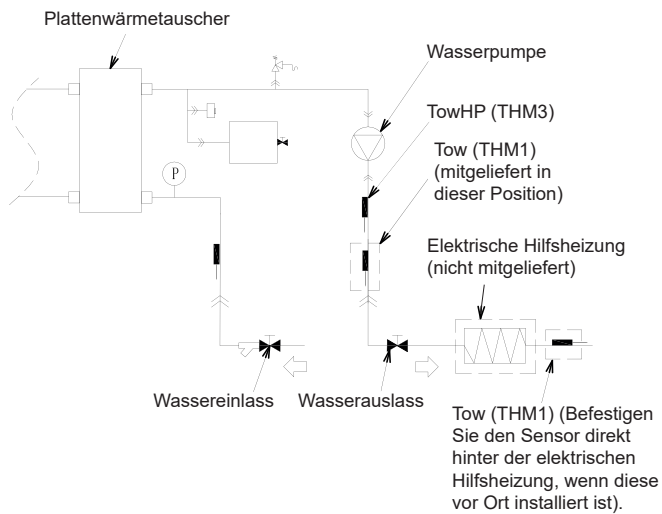 Plattenwärmetauscher
Wasserpumpe
TowHP (THM3)
Tow (THM1)
(mitgeliefert in
dieser Position)
P
Elektrische Hilfsheizung
(nicht mitgeliefert)
Wassereinlass
Wasserauslass
Tow (THM1) (Befestigen
Sie den Sensor direkt
hinter der elektrischen
Hilfsheizung, wenn diese
vor Ort installiert ist).